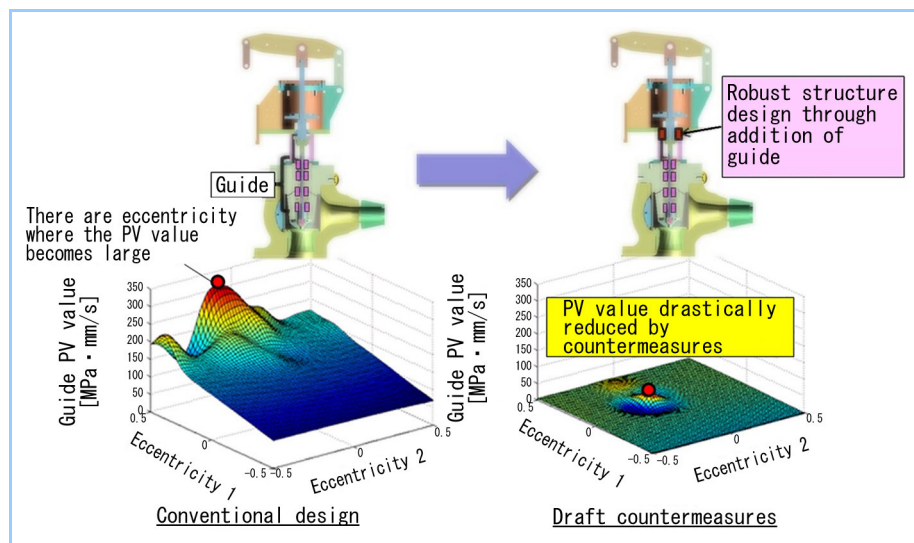 Robust structure
design through
addition of
guide
Guide
There are eccentricity
where the PV value
becomes large
Guide PV value
[MPa・mm/s]
350
300
250
200
150
100
50
0
0.5
0
-0.5
Eccentricity 1
-0.5
0
0.5
Eccentricity 2
Conventional design
PV value drastically
reduced by
countermeasures
Guide PV value
[MPa・mm/s]
350
300
250
200
150
100
50
0
0.5
0
-0.5
Eccentricity 1
-0.5
0
0.5
Eccentricity 2
Draft countermeasures